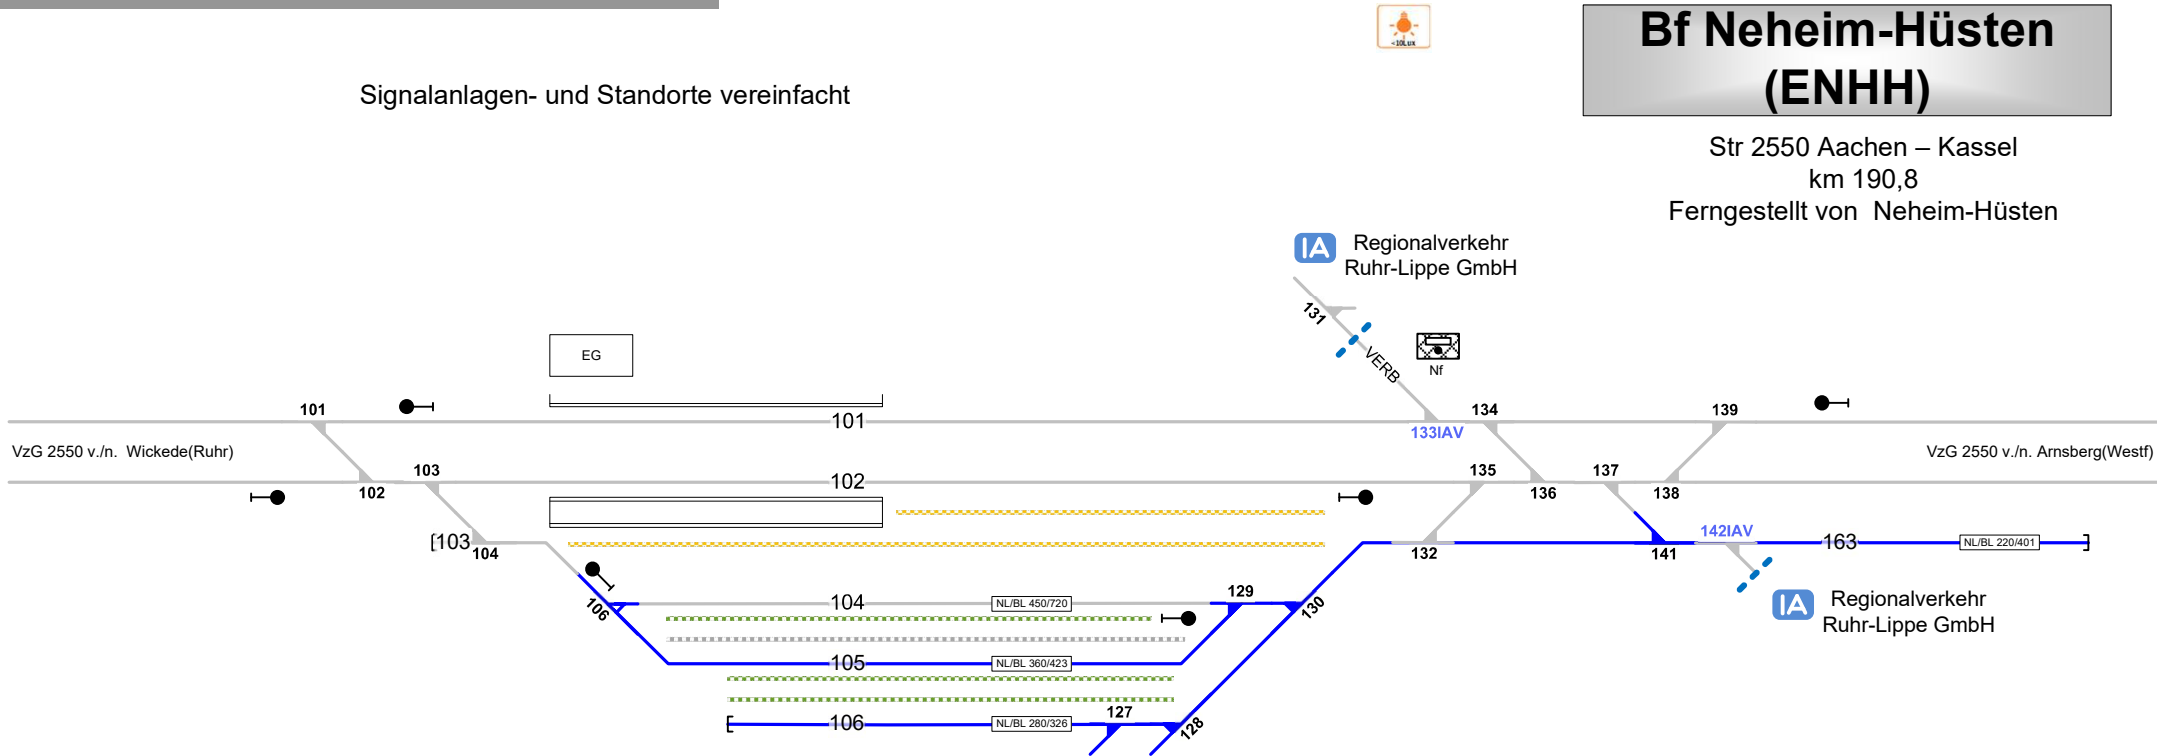 <10Lux
Bf Neheim-Hüsten
(ENHH)
Signalanlagen- und Standorte vereinfacht
Str 2550 Aachen – Kassel
km 190,8
Ferngestellt von Neheim-Hüsten
IA
Regionalverkehr
Ruhr-Lippe GmbH
131
VERB
Nf
EG
101
101
133IAV
134
139
VzG 2550 v./n. Wickede(Ruhr)
VzG 2550 v./n. Arnsberg(Westf)
102
103
102
135
136
137
138
[103
104
132
141
142IAV
163
NL/BL 220/401
IA
Regionalverkehr
Ruhr-Lippe GmbH
106
104
NL/BL 450/720
129
130
105
NL/BL 360/423
106
NL/BL 280/326
127
128